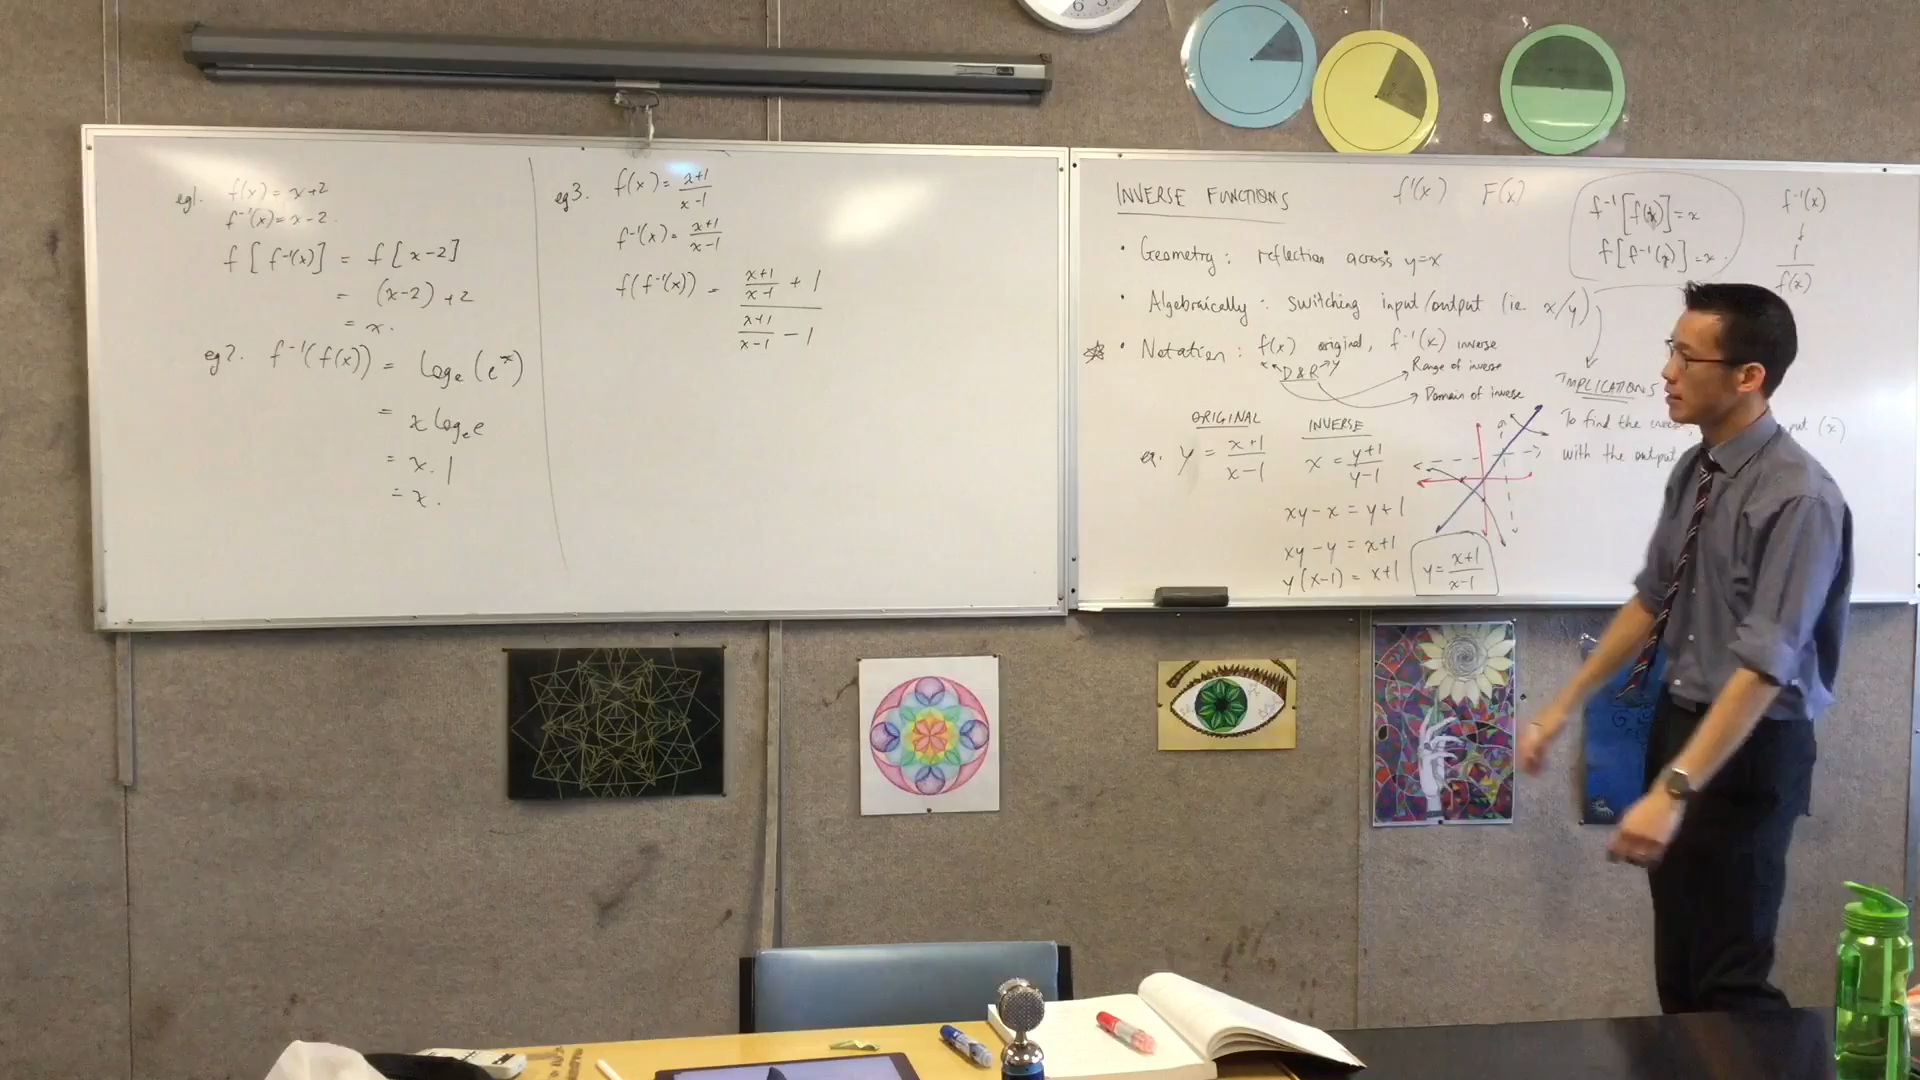 eg1. f(x) = x+2
f⁻¹(x) = x-2.
f[f⁻¹(x)] = f[x-2]
= (x-2)+2
= x.
eg2. f⁻¹(f(x)) = logₑ(eˣ)
= x logₑe
= x.1
= x.
eg3. f(x) = (x+1)/(x-1)
f⁻¹(x) = (x+1)/(x-1)
f(f⁻¹(x)) = ((x+1)/(x-1) + 1)/((x+1)/(x-1) - 1)
INVERSE FUNCTIONS
f'(x) F(x)
f⁻¹[f(x)] = x
f[f⁻¹(x)] = x.
f⁻¹(x)
↓
1/f(x)
• Geometry: reflection across y=x
• Algebraically: switching input/output (ie. x/y)
• Notation: f(x) original, f⁻¹(x) inverse
x D&R y
Range of inverse
Domain of inverse
IMPLICATIONS
To find the put (x)
with the output
ORIGINAL
eg. y = (x+1)/(x-1)
INVERSE
x = (y+1)/(y-1)
xy-x = y+1
xy-y = x+1
y(x-1) = x+1
y = (x+1)/(x-1)
6 5